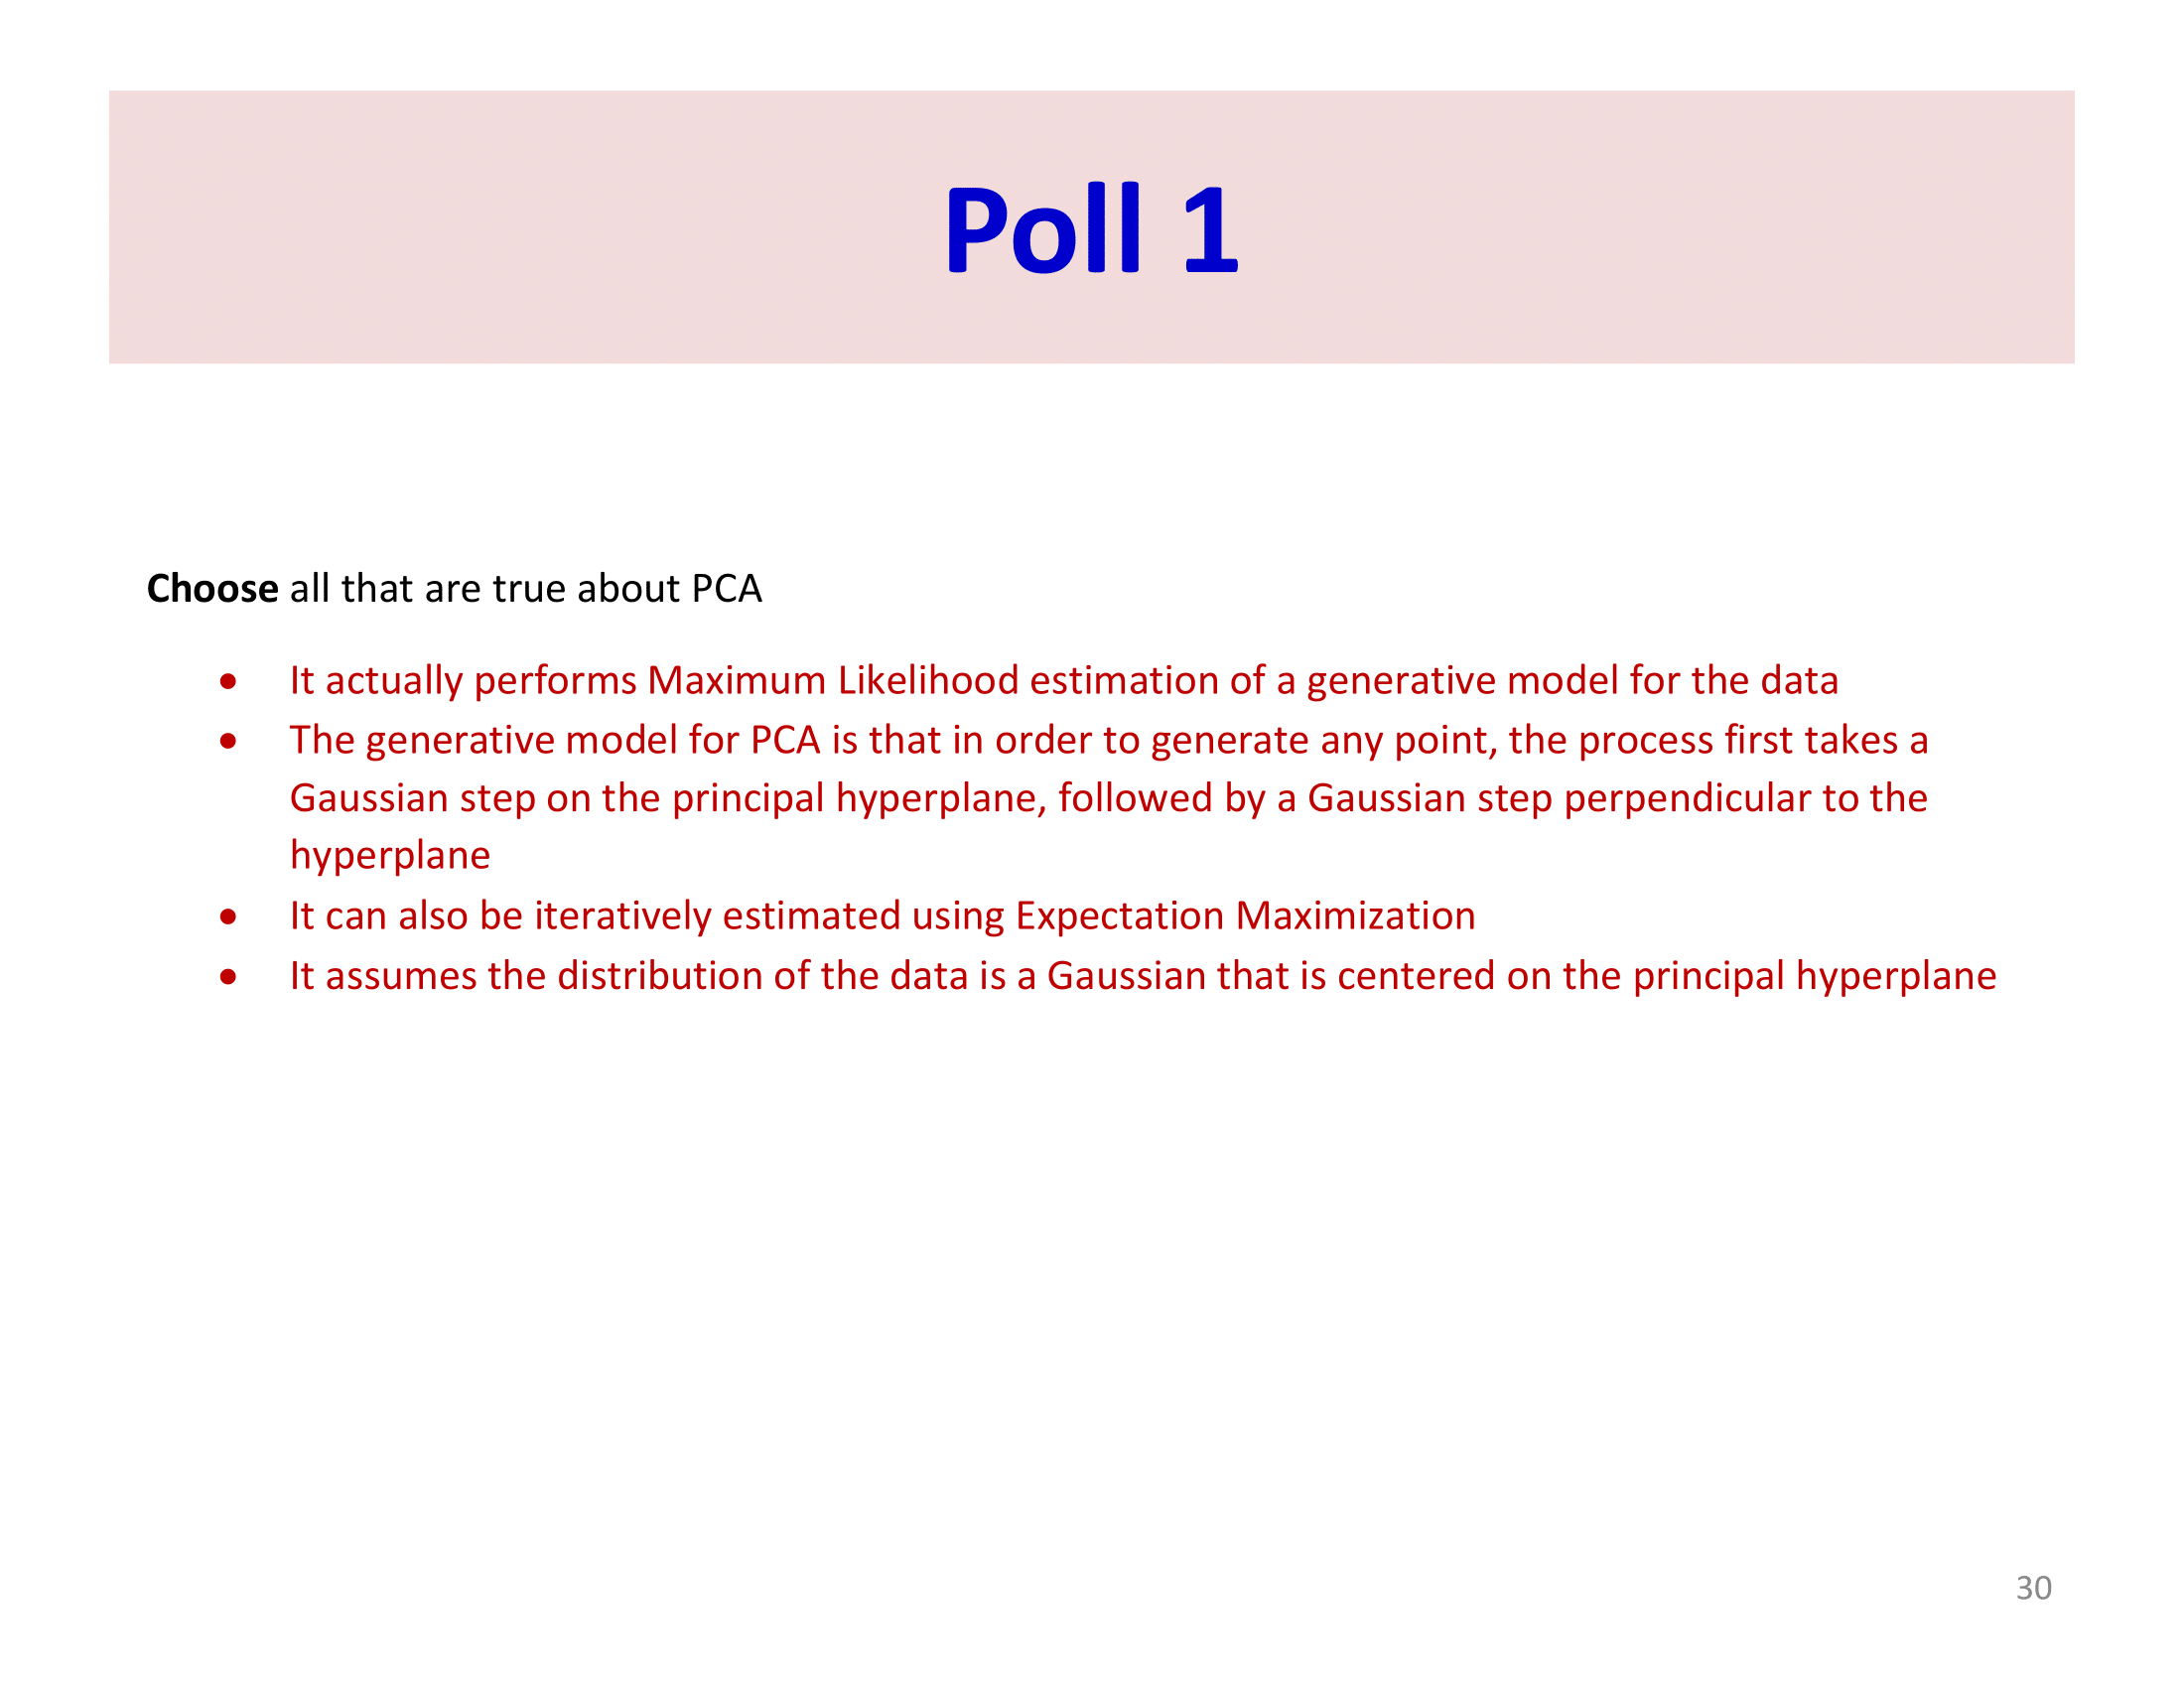 Poll 1
Choose all that are true about PCA
● It actually performs Maximum Likelihood estimation of a generative model for the data
● The generative model for PCA is that in order to generate any point, the process first takes a
Gaussian step on the principal hyperplane, followed by a Gaussian step perpendicular to the
hyperplane
● It can also be iteratively estimated using Expectation Maximization
● It assumes the distribution of the data is a Gaussian that is centered on the principal hyperplane
30